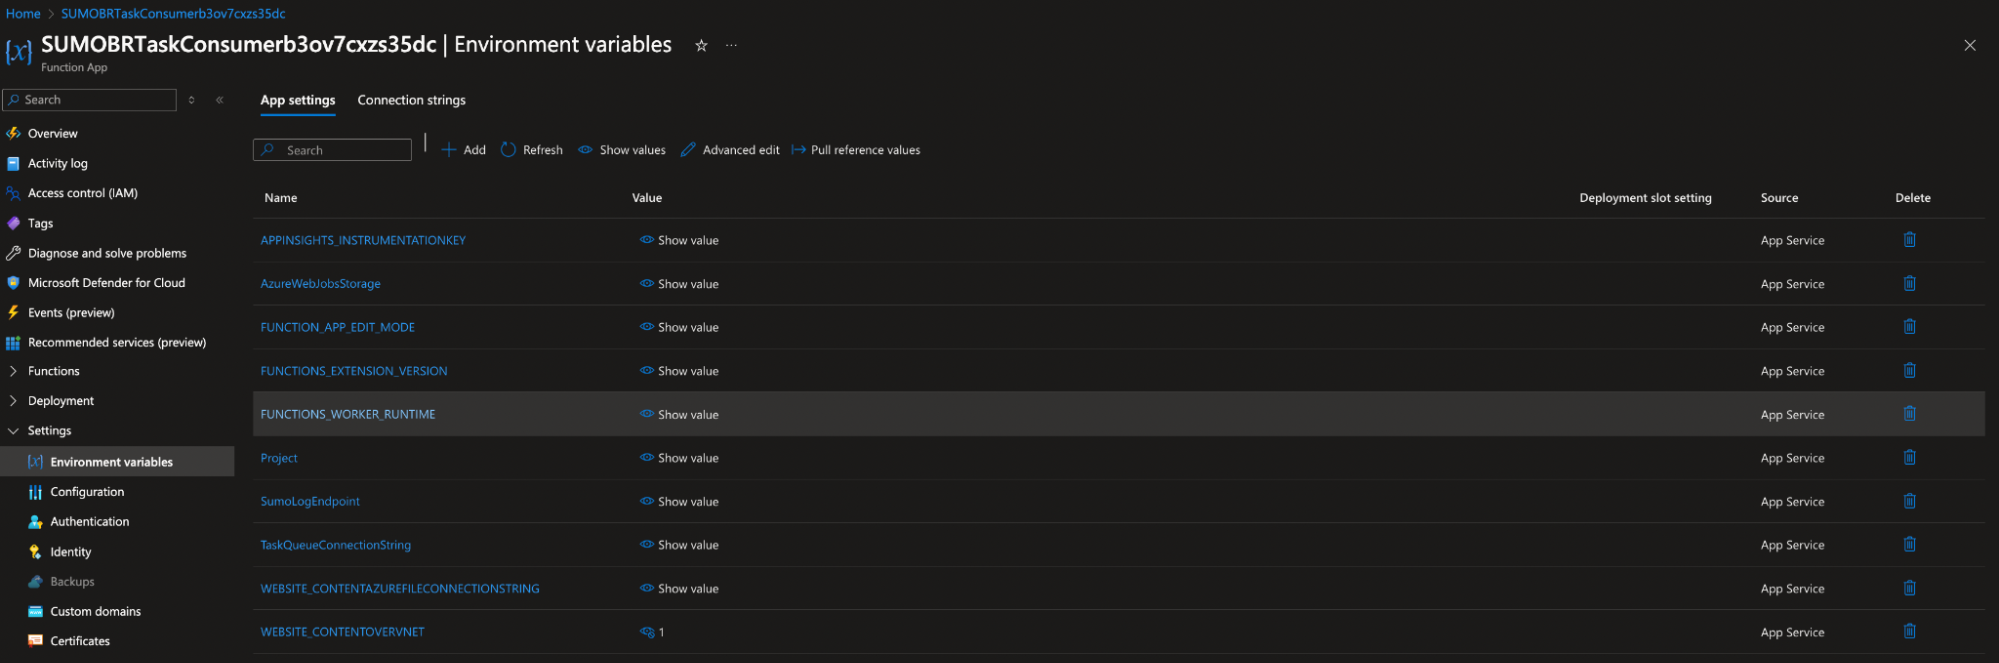 Home > SUMOBRTaskConsumerb3ov7cxzs35dc
SUMOBRTaskConsumerb3ov7cxzs35dc | Environment variables
Function App
Search
Overview
Activity log
Access control (IAM)
Tags
Diagnose and solve problems
Microsoft Defender for Cloud
Events (preview)
Recommended services (preview)
Functions
Deployment
Settings
Environment variables
Configuration
Authentication
Identity
Backups
Custom domains
Certificates
App settings Connection strings
Search Add Refresh Show values Advanced edit Pull reference values
Name Value Deployment slot setting Source Delete
APPINSIGHTS_INSTRUMENTATIONKEY Show value App Service
AzureWebJobsStorage Show value App Service
FUNCTION_APP_EDIT_MODE Show value App Service
FUNCTIONS_EXTENSION_VERSION Show value App Service
FUNCTIONS_WORKER_RUNTIME Show value App Service
Project Show value App Service
SumoLogEndpoint Show value App Service
TaskQueueConnectionString Show value App Service
WEBSITE_CONTENTAZUREFILECONNECTIONSTRING Show value App Service
WEBSITE_CONTENTOVERVNET 1 App Service